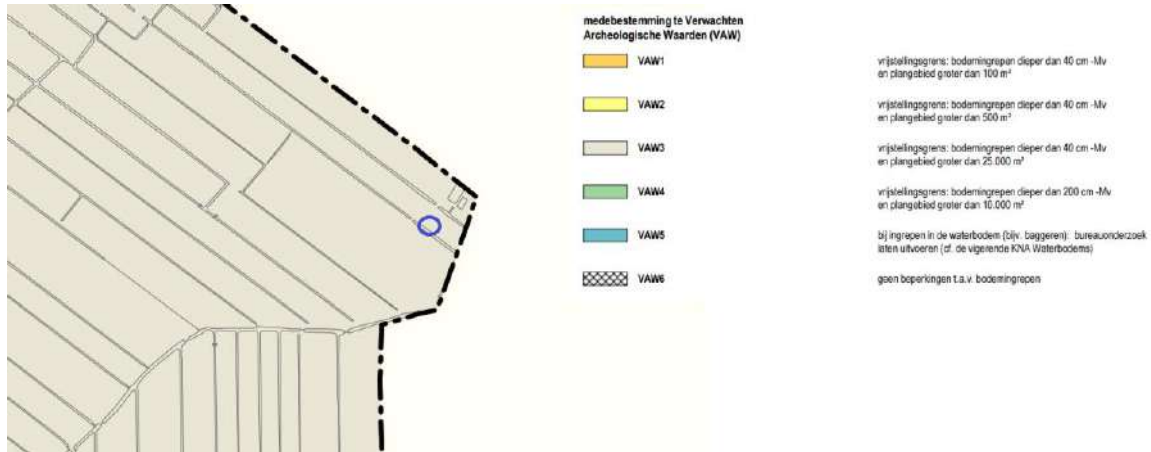 medebestemming te Verwachten
Archeologische Waarden (VAW)
VAW1
vrijstellingsgrens: bodemingrepen dieper dan 40 cm -Mv
en plangebied groter dan 100 m²
VAW2
vrijstellingsgrens: bodemingrepen dieper dan 40 cm -Mv
en plangebied groter dan 500 m²
VAW3
vrijstellingsgrens: bodemingrepen dieper dan 40 cm -Mv
en plangebied groter dan 25.000 m²
VAW4
vrijstellingsgrens: bodemingrepen dieper dan 200 cm -Mv
en plangebied groter dan 10.000 m²
VAW5
bij ingrepen in de waterbodem (bijv. baggeren): bureauonderzoek
laten uitvoeren (cf. de vigerende KNA Waterbodems)
VAW6
geen beperkingen t.a.v. bodemingrepen